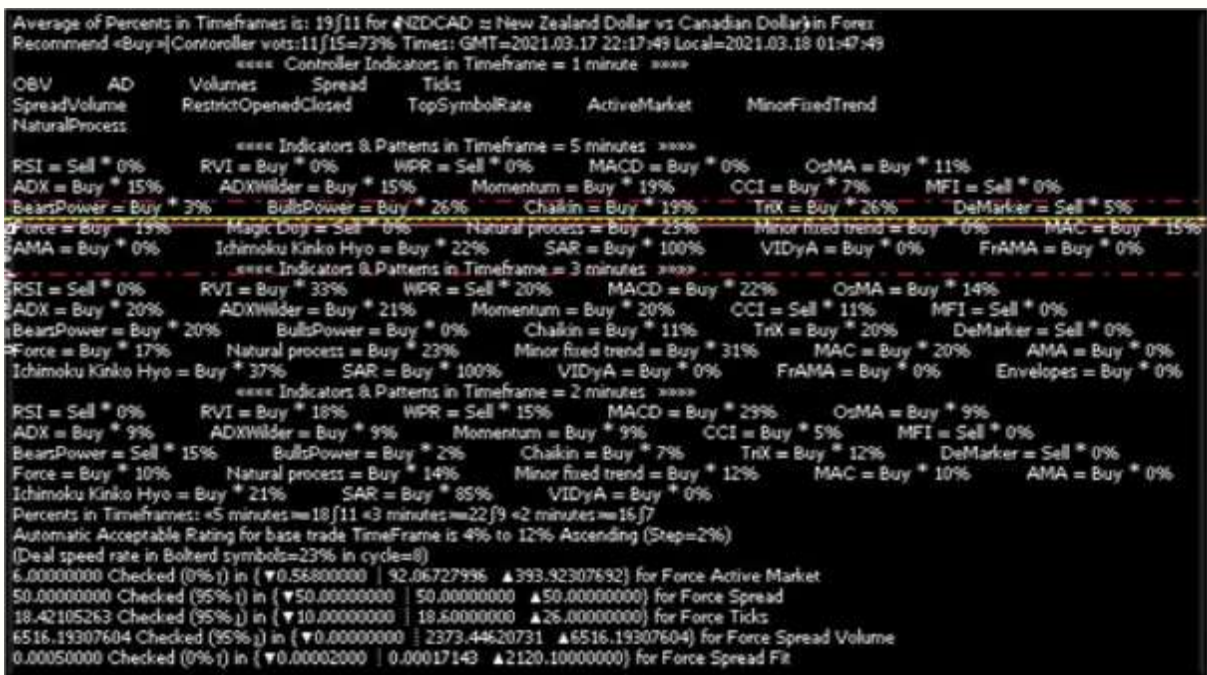 Average of Percents in Timeframes is: 19∫11 for «NZDCAD :: New Zealand Dollar vs Canadian Dollar» in Forex
Recommend «Buy»|Contoroller vots:11∫15=73% Times: GMT=2021.03.17 22:17:49 Local=2021.03.18 01:47:49
«««« Controller Indicators in Timeframe = 1 minute »»»»
OBV AD Volumes Spread Ticks
SpreadVolume RestrictOpenedClosed TopSymbolRate ActiveMarket MinorFixedTrend
NaturalProcess
«««« Indicators & Patterns in Timeframe = 5 minutes »»»»
RSI = Sell * 0% RVI = Buy * 0% WPR = Sell * 0% MACD = Buy * 0% OsMA = Buy * 11%
ADX = Buy * 15% ADXWilder = Buy * 15% Momentum = Buy * 19% CCI = Buy * 7% MFI = Sell * 0%
BearsPower = Buy * 3% BullsPower = Buy * 26% Chaikin = Buy * 19% TriX = Buy * 26% DeMarker = Sell * 5%
Force = Buy * 19% Magic Doji = Sell * 0% Natural process = Buy * 23% Minor fixed trend = Buy * 0% MAC = Buy * 15%
AMA = Buy * 0% Ichimoku Kinko Hyo = Buy * 22% SAR = Buy * 100% VIDyA = Buy * 0% FrAMA = Buy * 0%
«««« Indicators & Patterns in Timeframe = 3 minutes »»»»
RSI = Sell * 0% RVI = Buy * 33% WPR = Sell * 20% MACD = Buy * 22% OsMA = Buy * 14%
ADX = Buy * 20% ADXWilder = Buy * 21% Momentum = Buy * 20% CCI = Sell * 11% MFI = Sell * 0%
BearsPower = Buy * 20% BullsPower = Buy * 0% Chaikin = Buy * 11% TriX = Buy * 20% DeMarker = Sell * 0%
Force = Buy * 17% Natural process = Buy * 23% Minor fixed trend = Buy * 31% MAC = Buy * 20% AMA = Buy * 0%
Ichimoku Kinko Hyo = Buy * 37% SAR = Buy * 100% VIDyA = Buy * 0% FrAMA = Buy * 0% Envelopes = Buy * 0%
«««« Indicators & Patterns in Timeframe = 2 minutes »»»»
RSI = Sell * 0% RVI = Buy * 18% WPR = Sell * 15% MACD = Buy * 29% OsMA = Buy * 9%
ADX = Buy * 9% ADXWilder = Buy * 9% Momentum = Buy * 9% CCI = Buy * 5% MFI = Sell * 0%
BearsPower = Sell * 15% BullsPower = Buy * 2% Chaikin = Buy * 7% TriX = Buy * 12% DeMarker = Sell * 0%
Force = Buy * 10% Natural process = Buy * 14% Minor fixed trend = Buy * 12% MAC = Buy * 10% AMA = Buy * 0%
Ichimoku Kinko Hyo = Buy * 21% SAR = Buy * 85% VIDyA = Buy * 0%
Percents in Timeframes: «5 minutes»=18∫11 «3 minutes»=22∫9 «2 minutes»=16∫7
Automatic Acceptable Rating for base trade TimeFrame is 4% to 12% Ascending (Step=2%)
(Deal speed rate in Bolterd symbols=23% in cycle=8)
6.00000000 Checked (0%↿) in {▼0.56800000 ⋮ 92.06727996 ▲393.92307692} for Force Active Market
50.00000000 Checked (95%↿) in {▼50.00000000 ⋮ 50.00000000 ▲50.00000000} for Force Spread
18.42105263 Checked (95%↿) in {▼10.00000000 ⋮ 18.60000000 ▲26.00000000} for Force Ticks
6516.19307604 Checked (95%↿) in {▼0.00000000 ⋮ 2373.44620731 ▲6516.19307604} for Force Spread Volume
0.00050000 Checked (0%↿) in {▼0.00002000 ⋮ 0.00017143 ▲2120.10000000} for Force Spread Fit